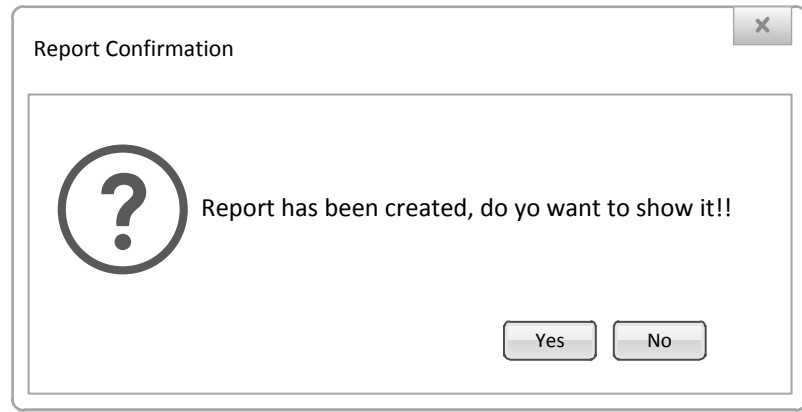 Report Confirmation
Report has been created, do yo want to show it!!
Yes
No